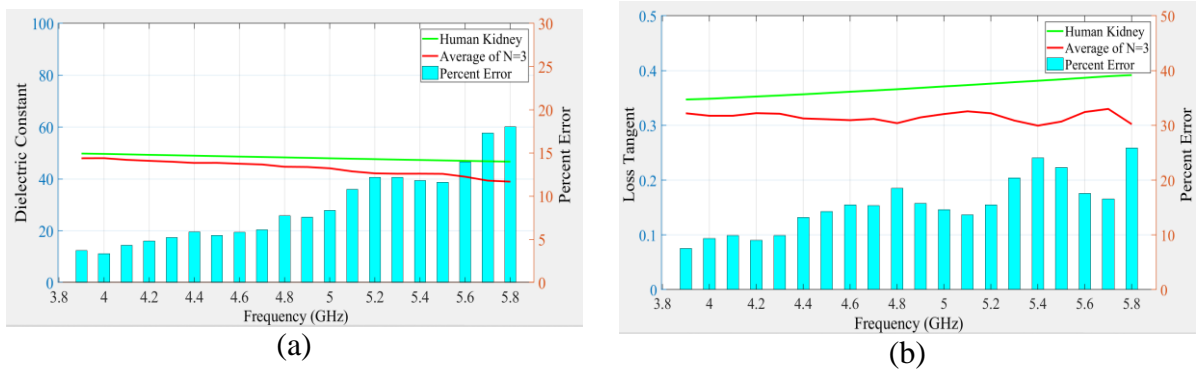 100
80
60
40
20
0
Dielectric Constant
30
25
20
15
10
5
0
Percent Error
Human Kidney
Average of N=3
Percent Error
3.8 4 4.2 4.4 4.6 4.8 5 5.2 5.4 5.6 5.8
Frequency (GHz)
(a)
0.5
0.4
0.3
0.2
0.1
0
Loss Tangent
50
40
30
20
10
0
Percent Error
Human Kidney
Average of N=3
Percent Error
3.8 4 4.2 4.4 4.6 4.8 5 5.2 5.4 5.6 5.8
Frequency (GHz)
(b)